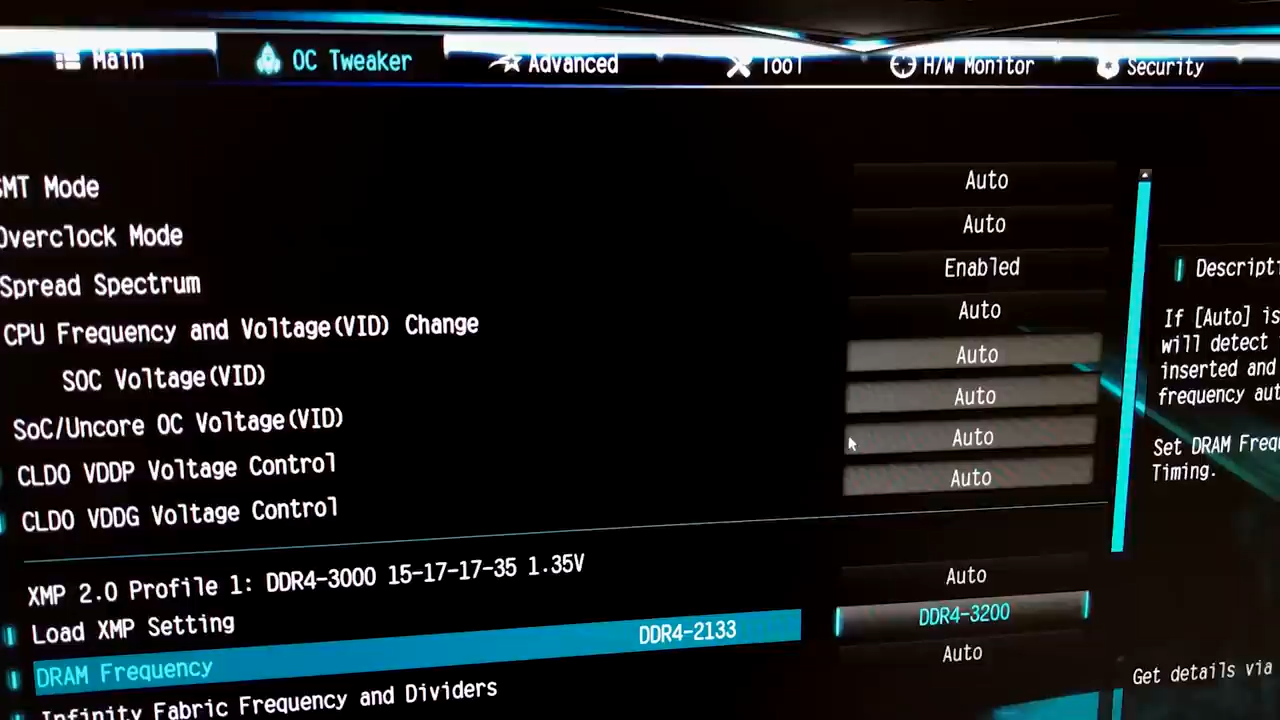 Main OC Tweaker Advanced Tool H/W Monitor Security
SMT Mode Auto
Overclock Mode Auto
Spread Spectrum Enabled
CPU Frequency and Voltage(VID) Change Auto
SOC Voltage(VID) Auto
SoC/Uncore OC Voltage(VID) Auto
CLDO VDDP Voltage Control Auto
CLDO VDDG Voltage Control Auto
XMP 2.0 Profile 1: DDR4-3000 15-17-17-35 1.35V
Load XMP Setting Auto
DRAM Frequency DDR4-2133 DDR4-3200
Infinity Fabric Frequency and Dividers Auto
Descripti
If [Auto] is
will detect
inserted and
frequency aut
Set DRAM Frequ
Timing.
Get details via